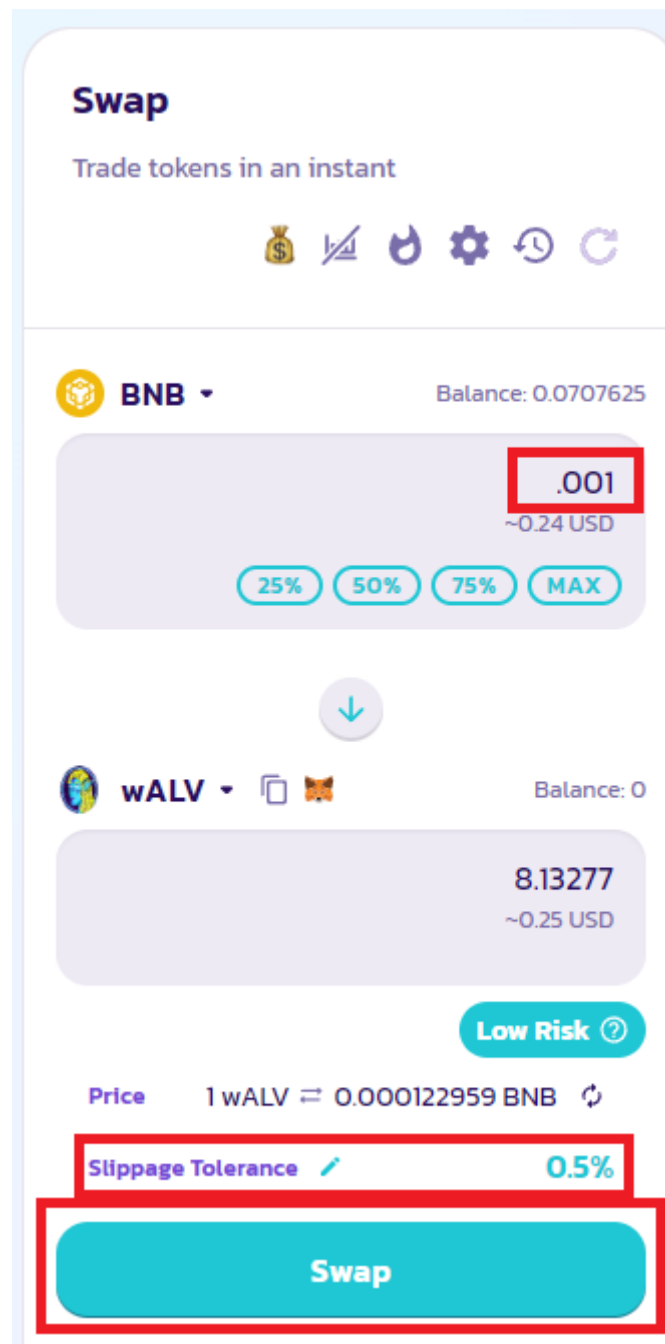 Swap
Trade tokens in an instant
BNB
Balance: 0.0707625
.001
~0.24 USD
25% 50% 75% MAX
wALV
Balance: 0
8.13277
~0.25 USD
Low Risk
Price 1 wALV ⇌ 0.000122959 BNB
Slippage Tolerance 0.5%
Swap